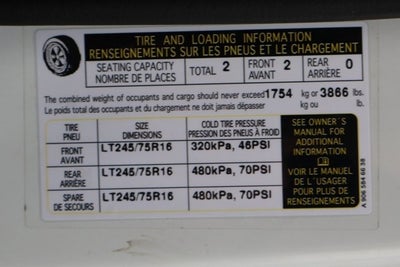 TIRE AND LOADING INFORMATION
RENSEIGNEMENTS SUR LES PNEUS ET LE CHARGEMENT
SEATING CAPACITY
NOMBRE DE PLACES
TOTAL 2
FRONT
AVANT 2
REAR
ARRIÈRE 0
The combined weight of occupants and cargo should never exceed 1754 kg or 3866 lbs.
Le poids total des occupants et du chargement ne doit jamais dépasser kg ou lb.
TIRE
PNEU
SIZE
DIMENSIONS
COLD TIRE PRESSURE
PRESSION DES PNEUS À FROID
FRONT
AVANT
LT245/75R16
320kPa, 46PSI
REAR
ARRIÈRE
LT245/75R16
480kPa, 70PSI
SPARE
DE SECOURS
LT245/75R16
480kPa, 70PSI
SEE OWNER'S
MANUAL FOR
ADDITIONAL
INFORMATION
VOIR LE MANUEL
DE L'USAGER
POUR PLUS DE
RENSEIGNEMENTS
A 906 584 66 38